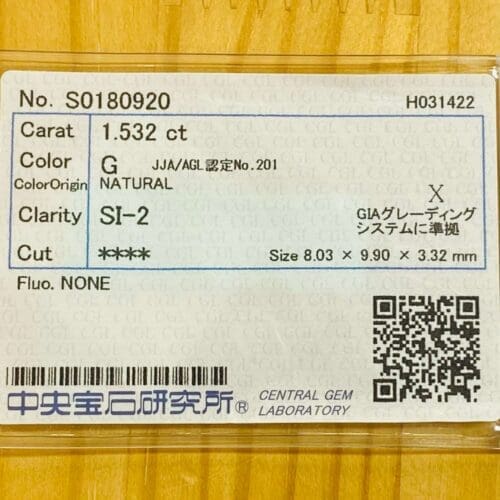 No. S0180920 H031422
Carat 1.532 ct
Color G JJA/AGL認定No.201
ColorOrigin NATURAL
X
Clarity SI-2 GIAグレーディング
システムに準拠
Cut **** Size 8.03 × 9.90 × 3.32 mm
Fluo. NONE
中央宝石研究所® CENTRAL GEM
LABORATORY